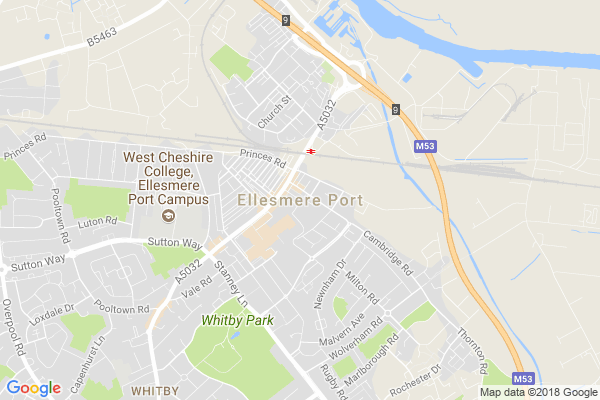 9
B5463
Church St
A5032
9
M53
Princes Rd
Princes Rd
West Cheshire
College,
Ellesmere
Port Campus
Ellesmere Port
Pooltown Rd
Luton Rd
Sutton Way
Sutton Way
Cambridge Rd
A5032
Stanney Ln
Vale Rd
Newnham Dr
Milton Rd
Overpool Rd
Loxdale Dr
Pooltown Rd
Whitby Park
Malvern Ave
Wolverham Rd
Marlborough Rd
Thornton Rd
Capenhurst Ln
WHITBY
Rugby Rd
Rochester Dr
M53
Google
Map data ©2018 Google